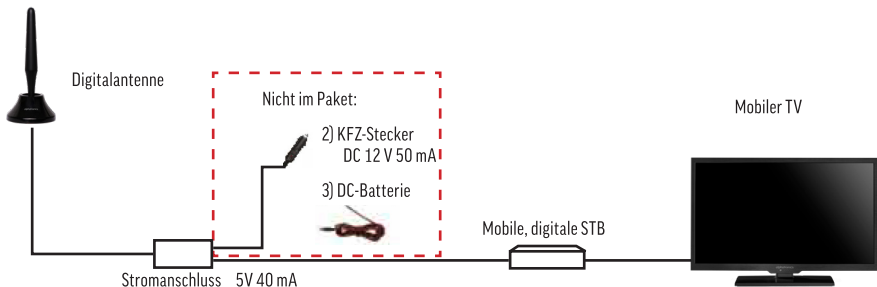 Digitalantenne
Nicht im Paket:
2) KFZ-Stecker
DC 12 V 50 mA
3) DC-Batterie
Mobiler TV
Mobile, digitale STB
Stromanschluss 5V 40 mA